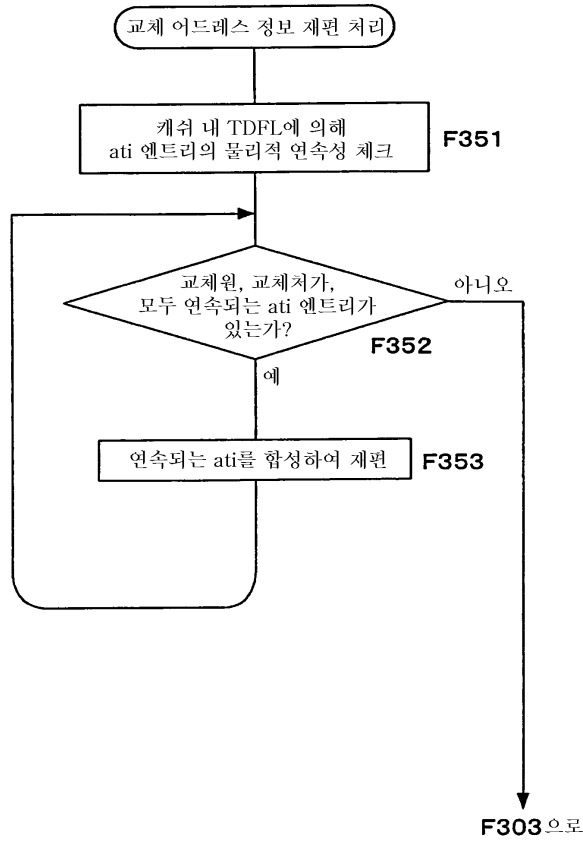 교체 어드레스 정보 재편 처리
캐쉬 내 TDFL에 의해
ati 엔트리의 물리적 연속성 체크
F351
교체원, 교체처가,
모두 연속되는 ati 엔트리가
있는가?
F352
아니오
예
연속되는 ati를 합성하여 재편
F353
F303으로